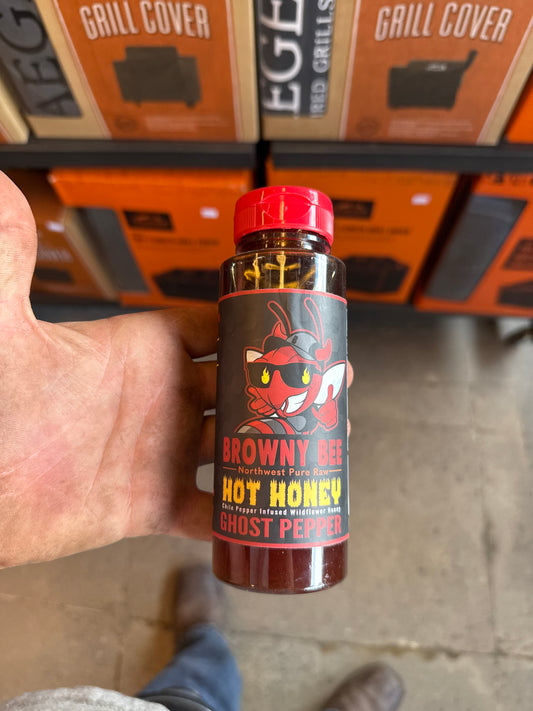 GRILL COVER
AEGE
RED GRILLS
GRILL COVER
BROWNY BEE
Northwest Pure Raw
HOT HONEY
Chile Pepper Infused Wildflower Honey
GHOST PEPPER